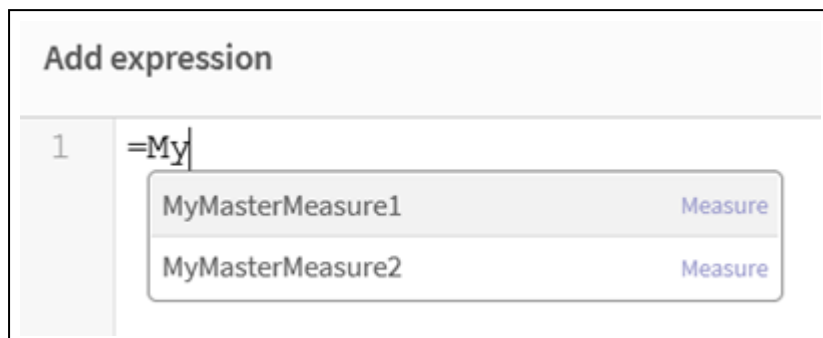 Add expression
1 =My
MyMasterMeasure1 Measure
MyMasterMeasure2 Measure